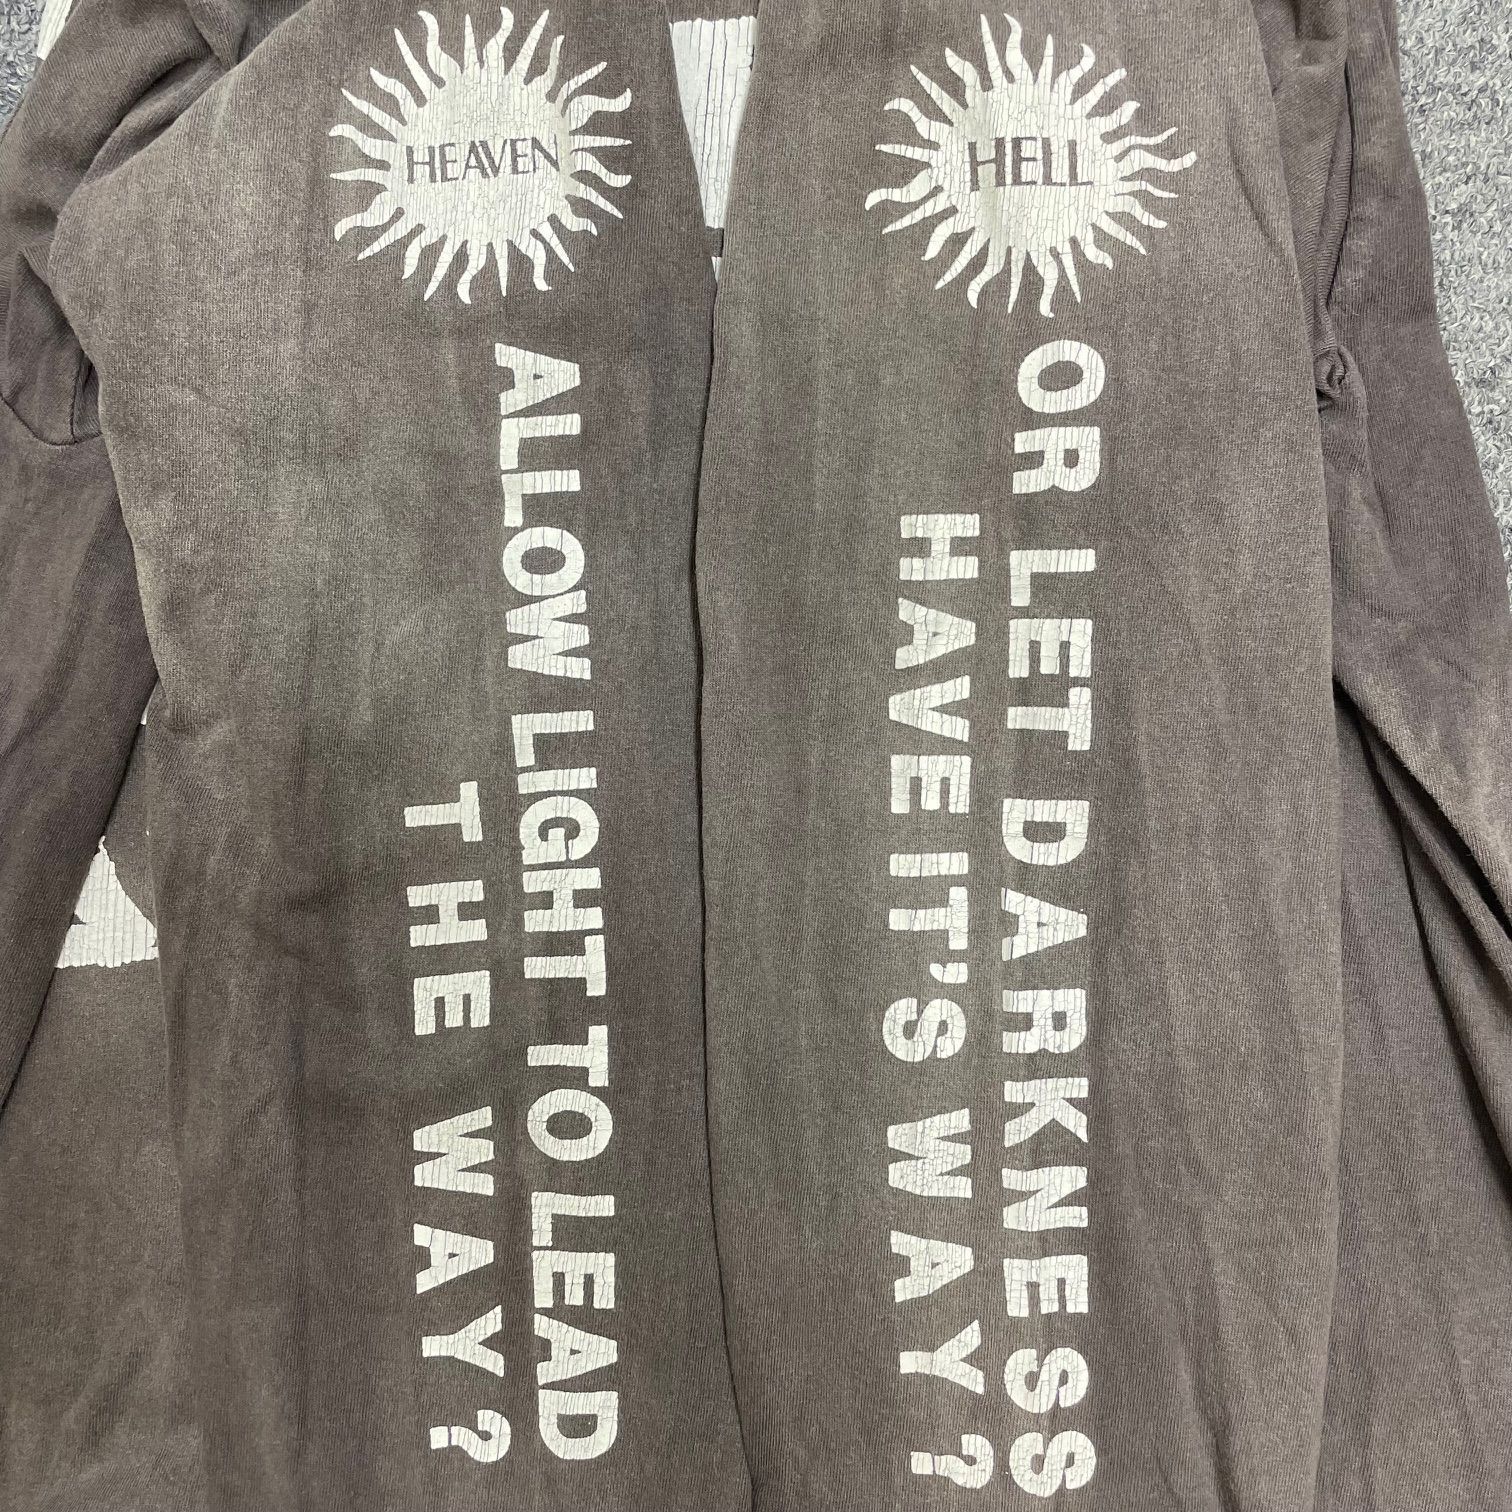 HEAVEN
ALLOW LIGHT TO LEAD
THE WAY?
HELL
OR LET DARKNESS
HAVE IT'S WAY?